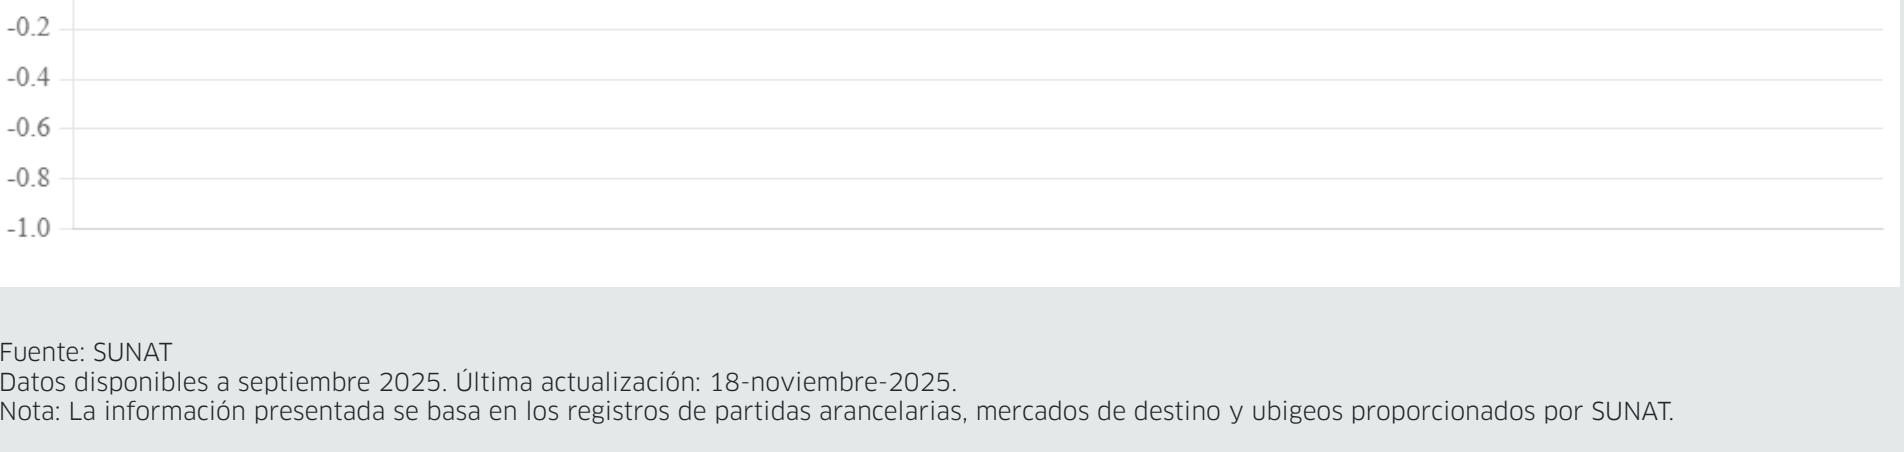 -0.2
-0.4
-0.6
-0.8
-1.0
Fuente: SUNAT
Datos disponibles a septiembre 2025. Última actualización: 18-noviembre-2025.
Nota: La información presentada se basa en los registros de partidas arancelarias, mercados de destino y ubigeos proporcionados por SUNAT.